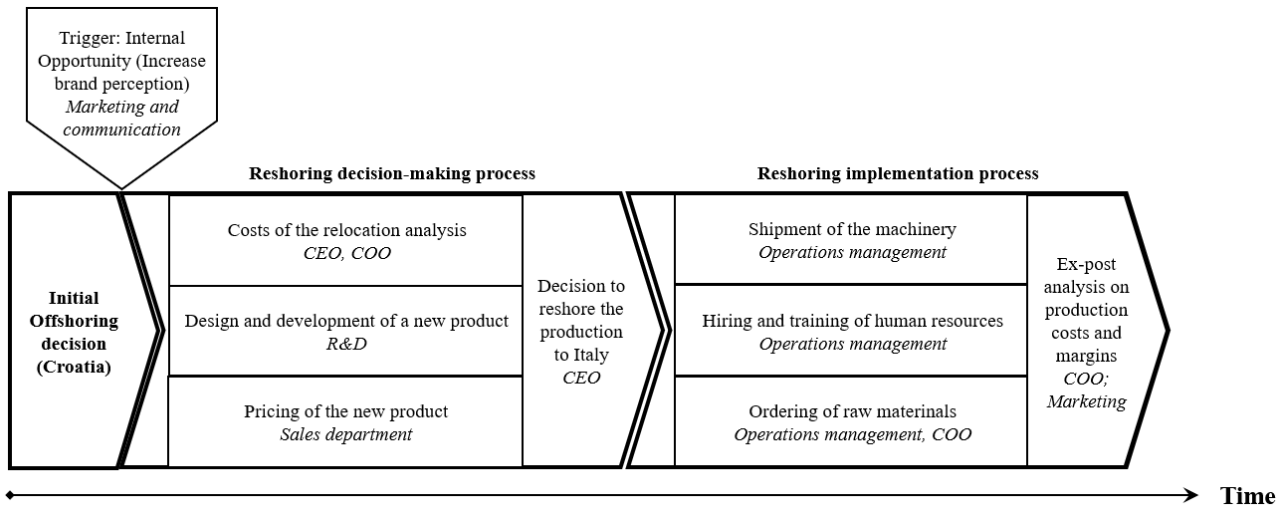 Trigger: Internal
Opportunity (Increase
brand perception)
Marketing and
communication
Reshoring decision-making process
Reshoring implementation process
Initial
Offshoring
decision
(Croatia)
Costs of the relocation analysis
CEO, COO
Design and development of a new product
R&D
Pricing of the new product
Sales department
Decision to
reshore the
production
to Italy
CEO
Shipment of the machinery
Operations management
Hiring and training of human resources
Operations management
Ordering of raw materinals
Operations management, COO
Ex-post
analysis on
production
costs and
margins
COO;
Marketing
Time